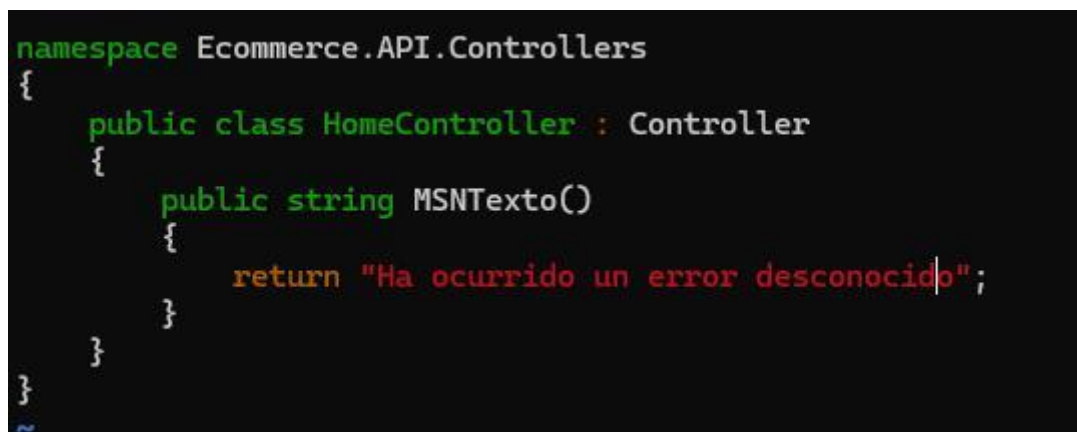 namespace Ecommerce.API.Controllers
{
    public class HomeController : Controller
    {
        public string MSNTexto()
        {
            return "Ha ocurrido un error desconocido";
        }
    }
}
~